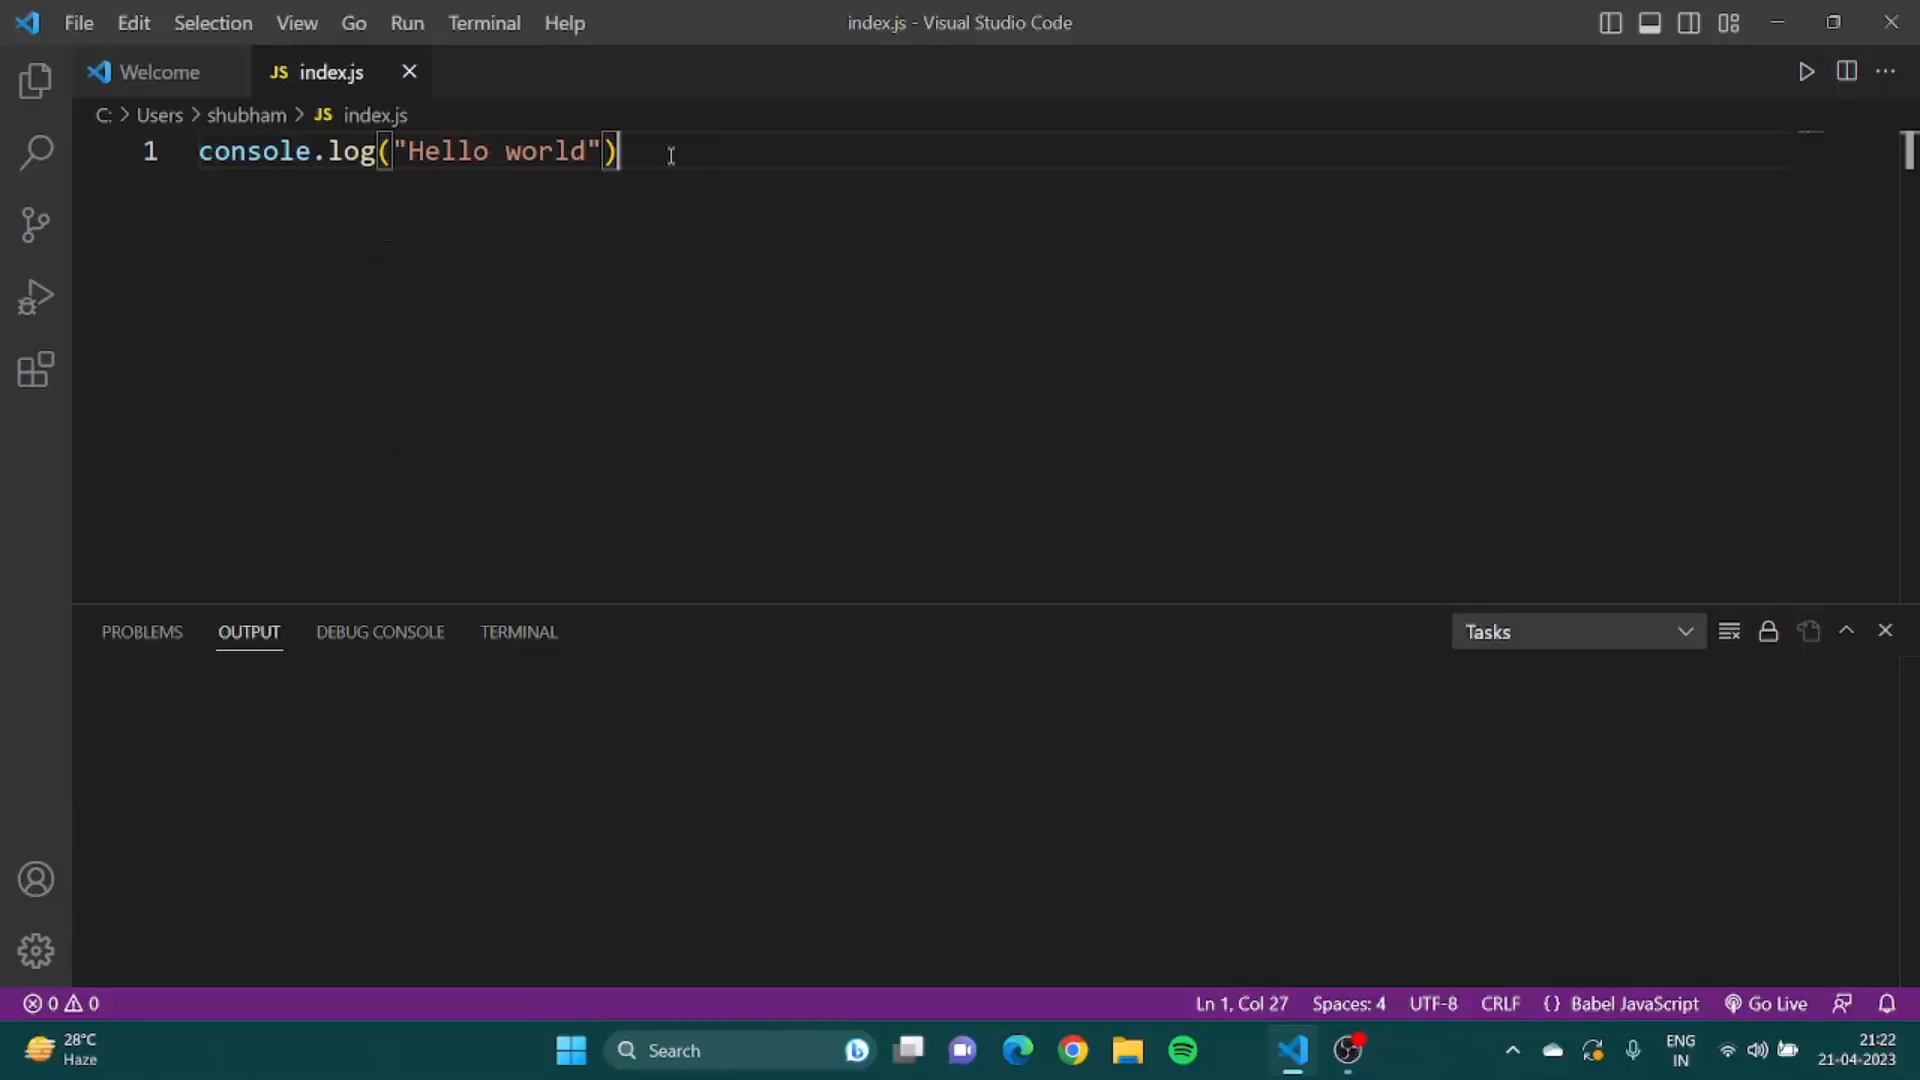 File Edit Selection View Go Run Terminal Help index.js - Visual Studio Code
Welcome JS index.js
C: > Users > shubham > JS index.js
1 console.log("Hello world")
PROBLEMS OUTPUT DEBUG CONSOLE TERMINAL Tasks
0 0 Ln 1, Col 27 Spaces: 4 UTF-8 CRLF {} Babel JavaScript Go Live
28°C
Haze
Search
ENG
IN
21:22
21-04-2023